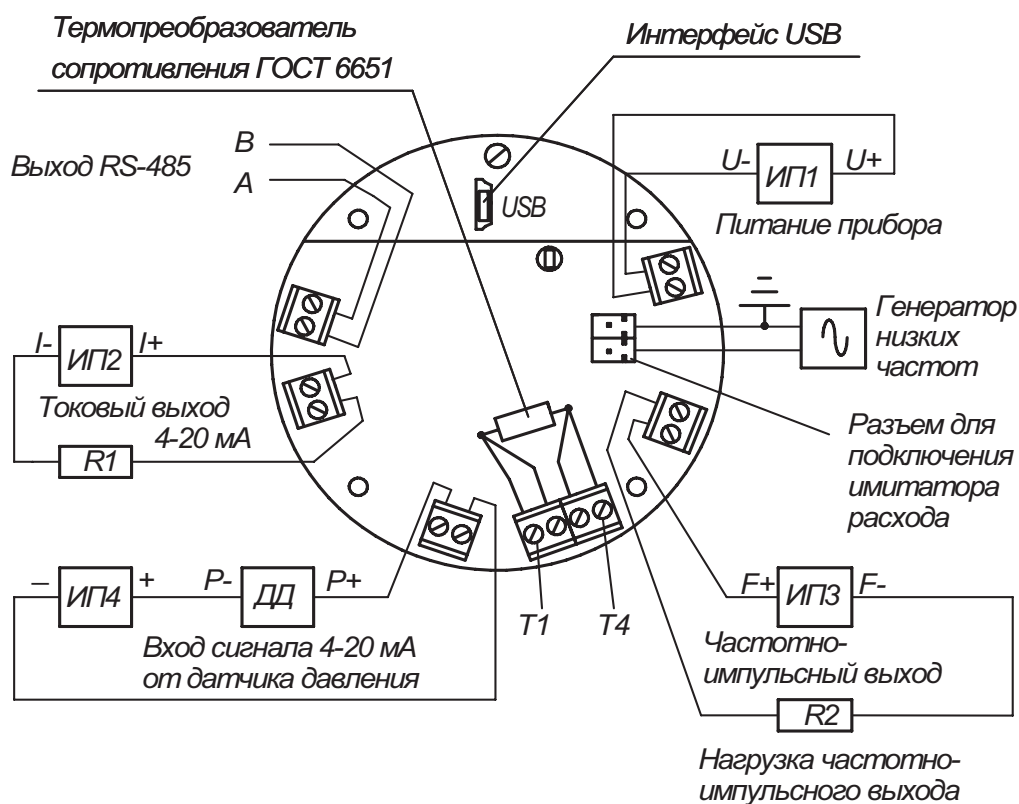 Термопреобразователь
сопротивления ГОСТ 6651
Интерфейс USB
Выход RS-485
B
A
USB
U-
ИП1
U+
Питание прибора
Генератор
низких
частот
I-
ИП2
I+
Токовый выход
4-20 мА
R1
Разъем для
подключения
имитатора
расхода
–
ИП4
+
P-
ДД
P+
Вход сигнала 4-20 мА
от датчика давления
T1
T4
F+
ИП3
F-
Частотно-
импульсный выход
R2
Нагрузка частотно-
импульсного выхода